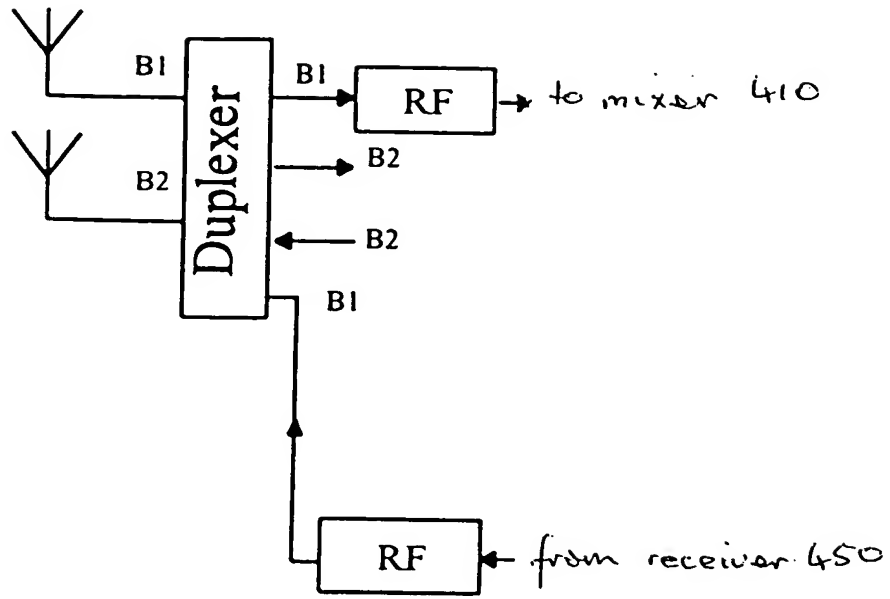 B1
B1
RF
to mixer 410
B2
B2
Duplexer
B2
B1
RF
from receiver 450